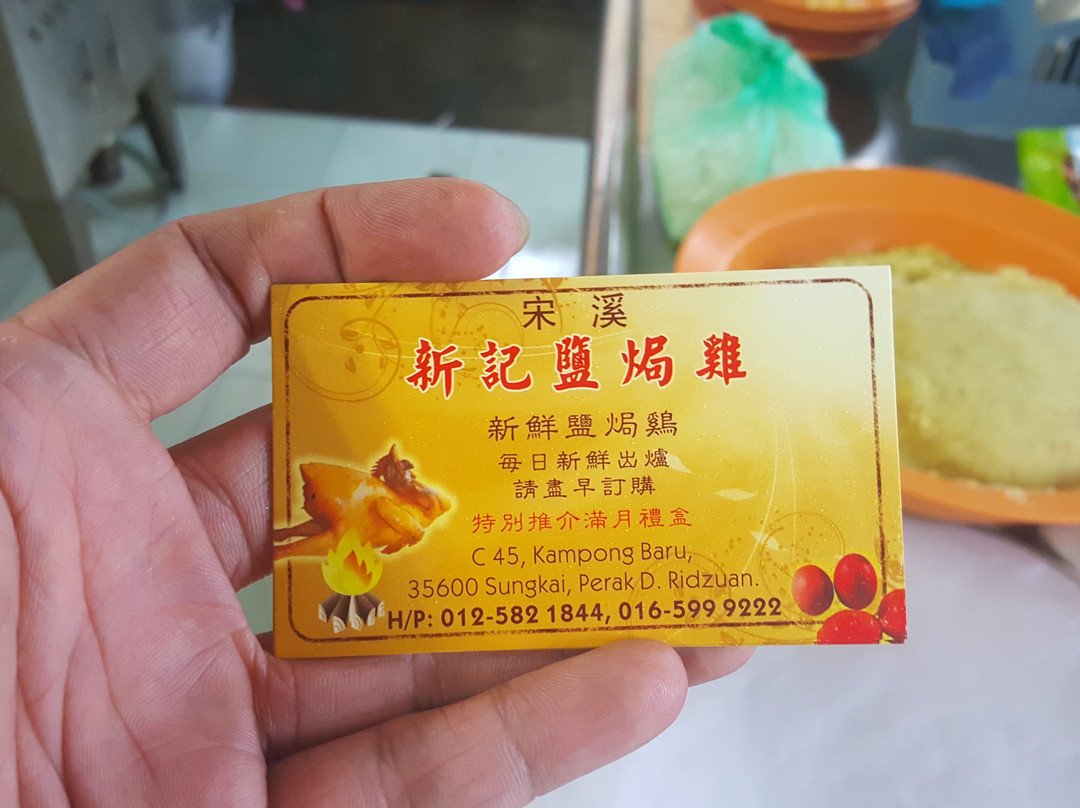 宋溪
新記鹽焗雞
新鮮鹽焗鷄
每日新鮮出爐
請盡早訂購
特別推介滿月禮盒
C 45, Kampong Baru,
35600 Sungkai, Perak D. Ridzuan.
H/P: 012-582 1844, 016-599 9222